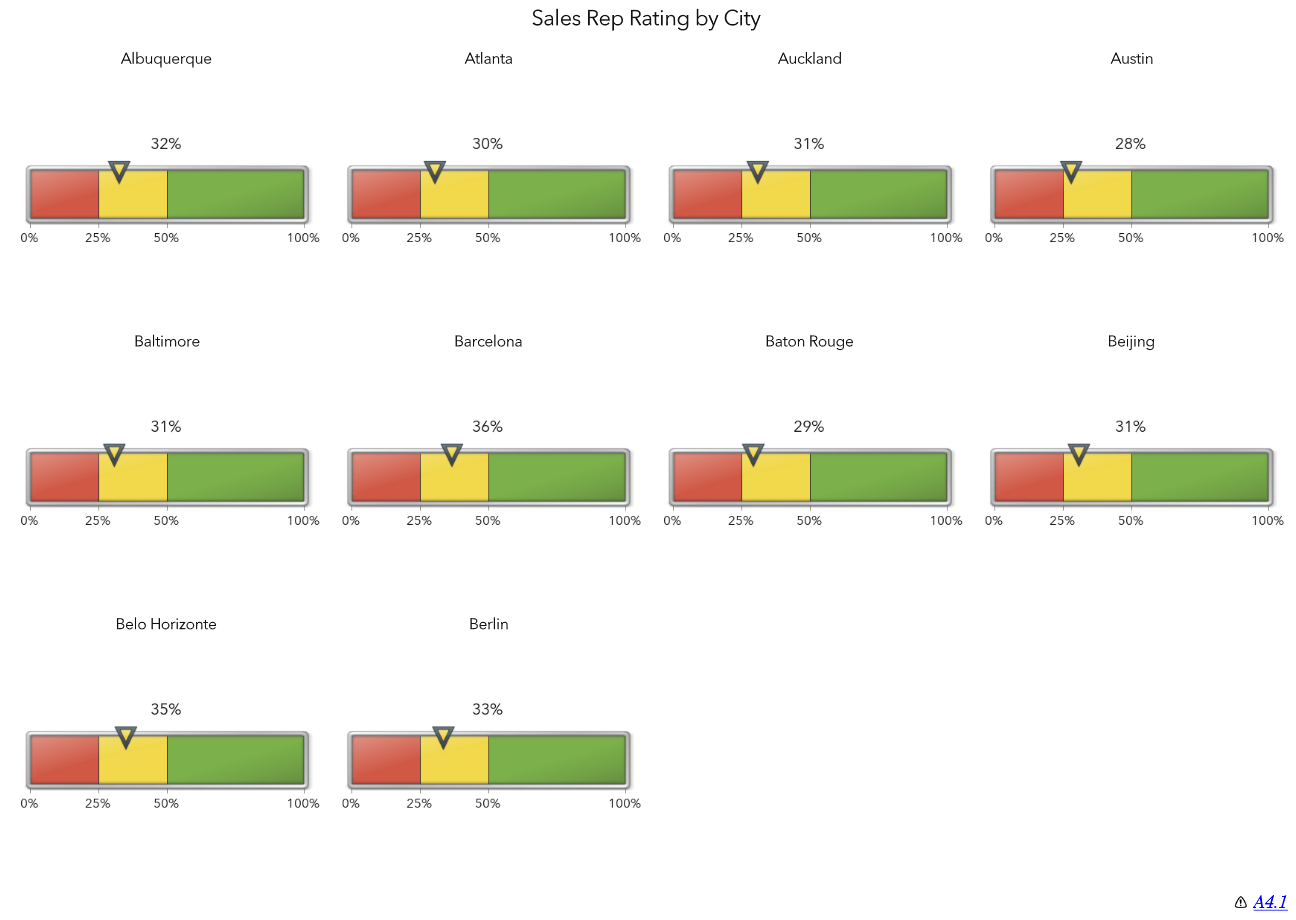 Sales Rep Rating by City
Albuquerque Atlanta Auckland Austin
32% 30% 31% 28%
0% 25% 50% 100% 0% 25% 50% 100% 0% 25% 50% 100% 0% 25% 50% 100%
Baltimore Barcelona Baton Rouge Beijing
31% 36% 29% 31%
0% 25% 50% 100% 0% 25% 50% 100% 0% 25% 50% 100% 0% 25% 50% 100%
Belo Horizonte Berlin
35% 33%
0% 25% 50% 100% 0% 25% 50% 100%
A4.1